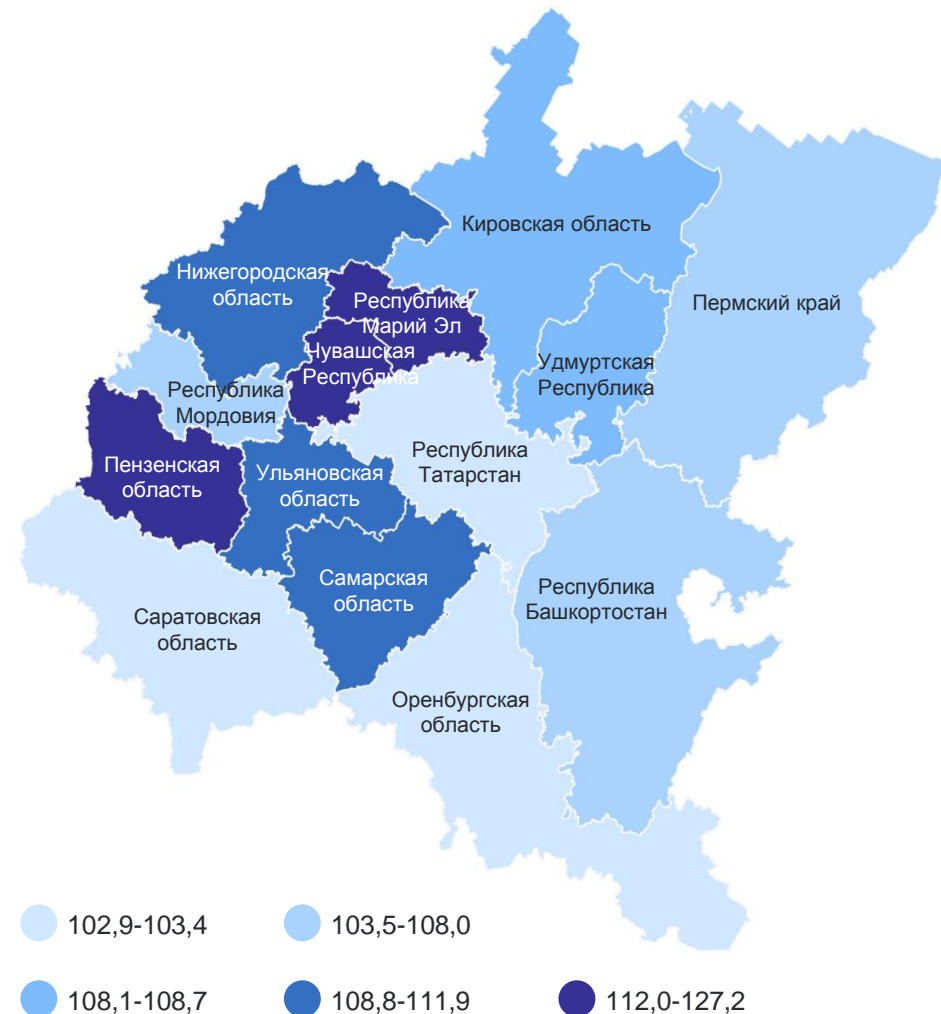 Кировская область
Нижегородская
область
Пермский край
Республика
Марий Эл
Чувашская
Республика
Удмуртская
Республика
Республика
Мордовия
Республика
Татарстан
Пензенская
область
Ульяновская
область
Самарская
область
Республика
Башкортостан
Саратовская
область
Оренбургская
область
102,9-103,4
103,5-108,0
108,1-108,7
108,8-111,9
112,0-127,2